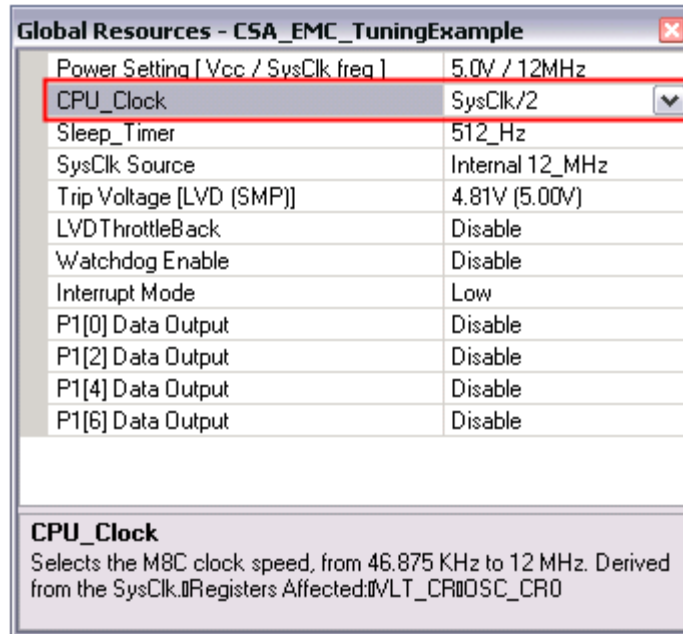 Global Resources - CSA_EMC_TuningExample
Power Setting [ Vcc / SysClk freq ] 5.0V / 12MHz
CPU_Clock SysClk/2
Sleep_Timer 512_Hz
SysClk Source Internal 12_MHz
Trip Voltage [LVD (SMP)] 4.81V (5.00V)
LVDThrottleBack Disable
Watchdog Enable Disable
Interrupt Mode Low
P1[0] Data Output Disable
P1[2] Data Output Disable
P1[4] Data Output Disable
P1[6] Data Output Disable
CPU_Clock
Selects the M8C clock speed, from 46.875 KHz to 12 MHz. Derived
from the SysClk.▯Registers Affected:▯VLT_CR▯OSC_CR0